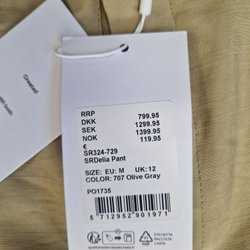 RRP
DKK 799.95
SEK 1299.95
NOK 1399.95
€ 119.95
SR324-729
SRDelia Pant
SIZE: EU: M UK: 12
COLOR: 707 Olive Gray
PO1735
5 712952 901971